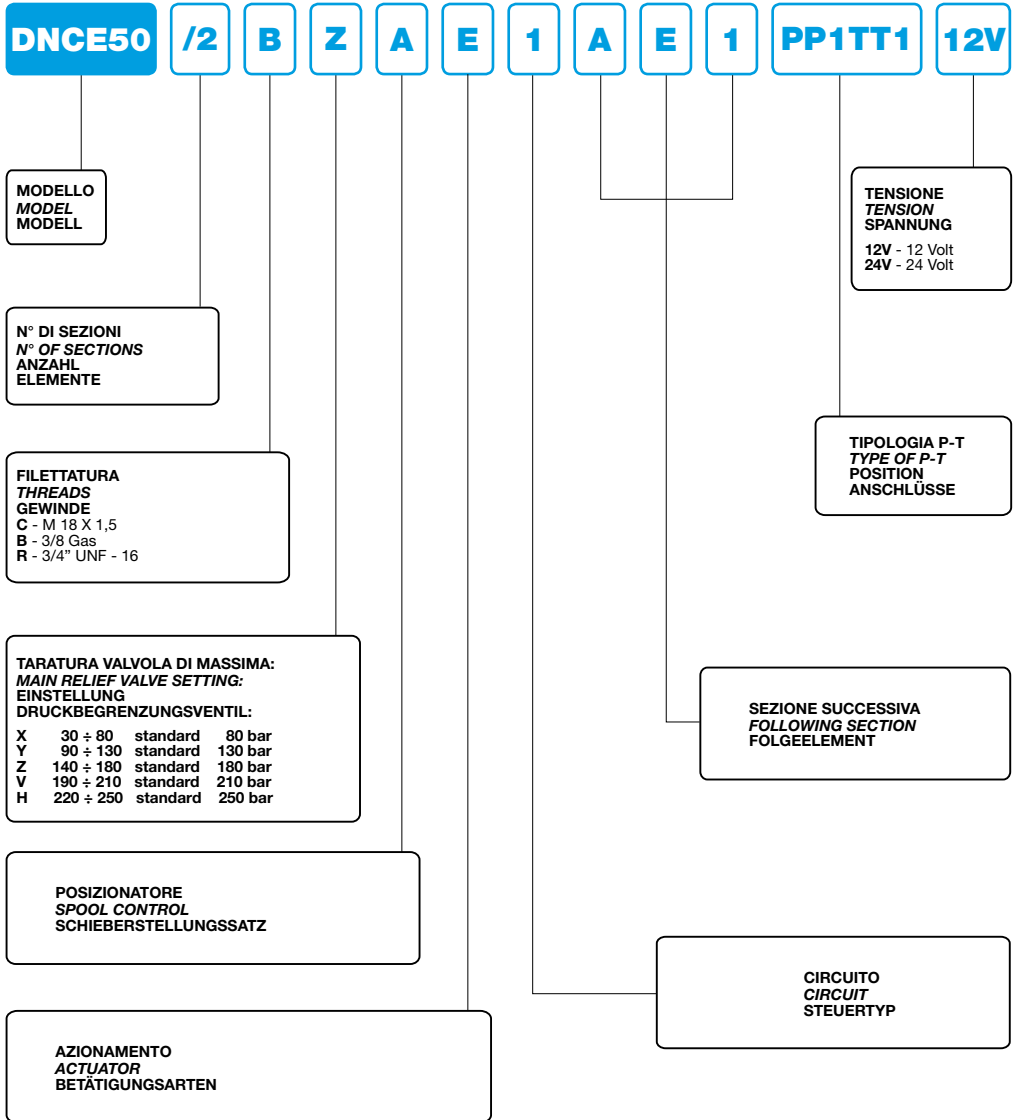 DNCE50 /2 B Z A E 1 A E 1 PP1TT1 12V
MODELLO
MODEL
MODELL
TENSIONE
TENSION
SPANNUNG
12V - 12 Volt
24V - 24 Volt
N° DI SEZIONI
N° OF SECTIONS
ANZAHL
ELEMENTE
TIPOLOGIA P-T
TYPE OF P-T
POSITION
ANSCHLÜSSE
FILETTATURA
THREADS
GEWINDE
C - M 18 X 1,5
B - 3/8 Gas
R - 3/4” UNF - 16
TARATURA VALVOLA DI MASSIMA:
MAIN RELIEF VALVE SETTING:
EINSTELLUNG
DRUCKBEGRENZUNGSVENTIL:
X 30 ÷ 80 standard 80 bar
Y 90 ÷ 130 standard 130 bar
Z 140 ÷ 180 standard 180 bar
V 190 ÷ 210 standard 210 bar
H 220 ÷ 250 standard 250 bar
SEZIONE SUCCESSIVA
FOLLOWING SECTION
FOLGEELEMENT
POSIZIONATORE
SPOOL CONTROL
SCHIEBERSTELLUNGSSATZ
CIRCUITO
CIRCUIT
STEUERTYP
AZIONAMENTO
ACTUATOR
BETÄTIGUNGSARTEN